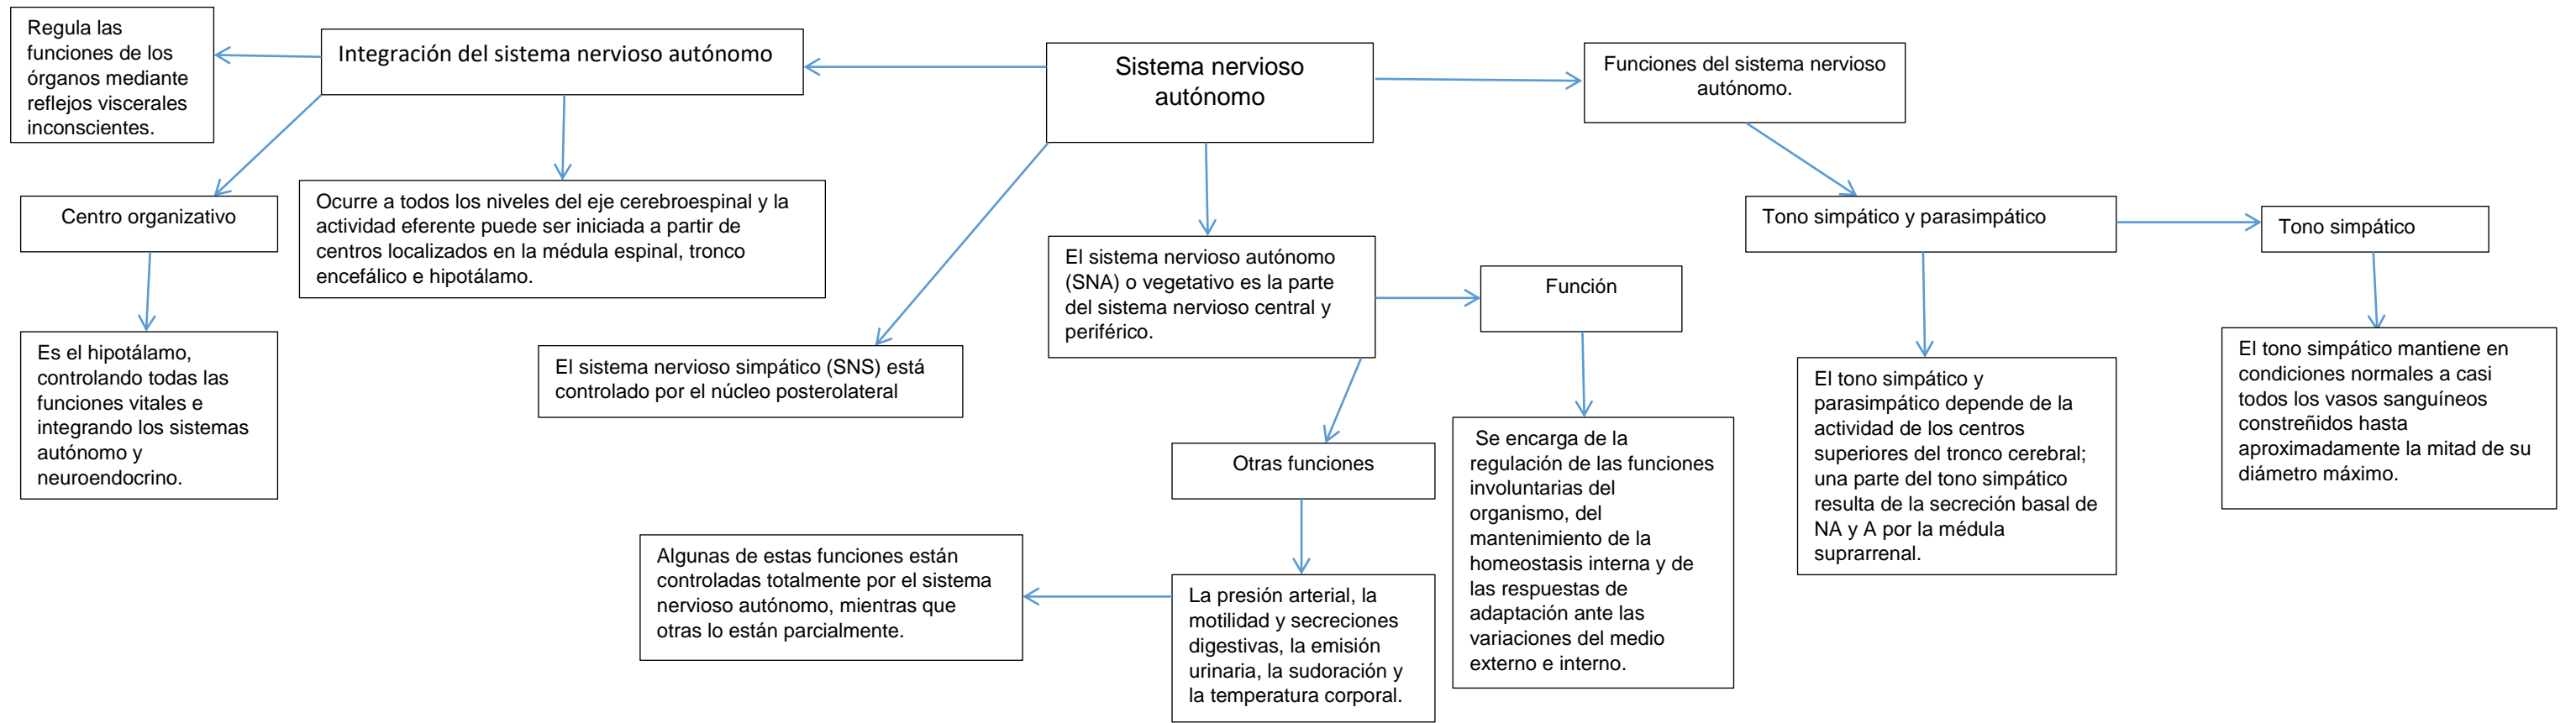 Regula las
funciones de los
órganos mediante
reflejos viscerales
inconscientes.
Integración del sistema nervioso autónomo
Sistema nervioso
autónomo
Funciones del sistema nervioso
autónomo.
Centro organizativo
Ocurre a todos los niveles del eje cerebroespinal y la
actividad eferente puede ser iniciada a partir de
centros localizados en la médula espinal, tronco
encefálico e hipotálamo.
Tono simpático y parasimpático
Tono simpático
El sistema nervioso autónomo
(SNA) o vegetativo es la parte
del sistema nervioso central y
periférico.
Función
Es el hipotálamo,
controlando todas las
funciones vitales e
integrando los sistemas
autónomo y
neuroendocrino.
El sistema nervioso simpático (SNS) está
controlado por el núcleo posterolateral
El tono simpático y
parasimpático depende de la
actividad de los centros
superiores del tronco cerebral;
una parte del tono simpático
resulta de la secreción basal de
NA y A por la médula
suprarrenal.
El tono simpático mantiene en
condiciones normales a casi
todos los vasos sanguíneos
constreñidos hasta
aproximadamente la mitad de su
diámetro máximo.
Otras funciones
Se encarga de la
regulación de las funciones
involuntarias del
organismo, del
mantenimiento de la
homeostasis interna y de
las respuestas de
adaptación ante las
variaciones del medio
externo e interno.
Algunas de estas funciones están
controladas totalmente por el sistema
nervioso autónomo, mientras que
otras lo están parcialmente.
La presión arterial, la
motilidad y secreciones
digestivas, la emisión
urinaria, la sudoración y
la temperatura corporal.